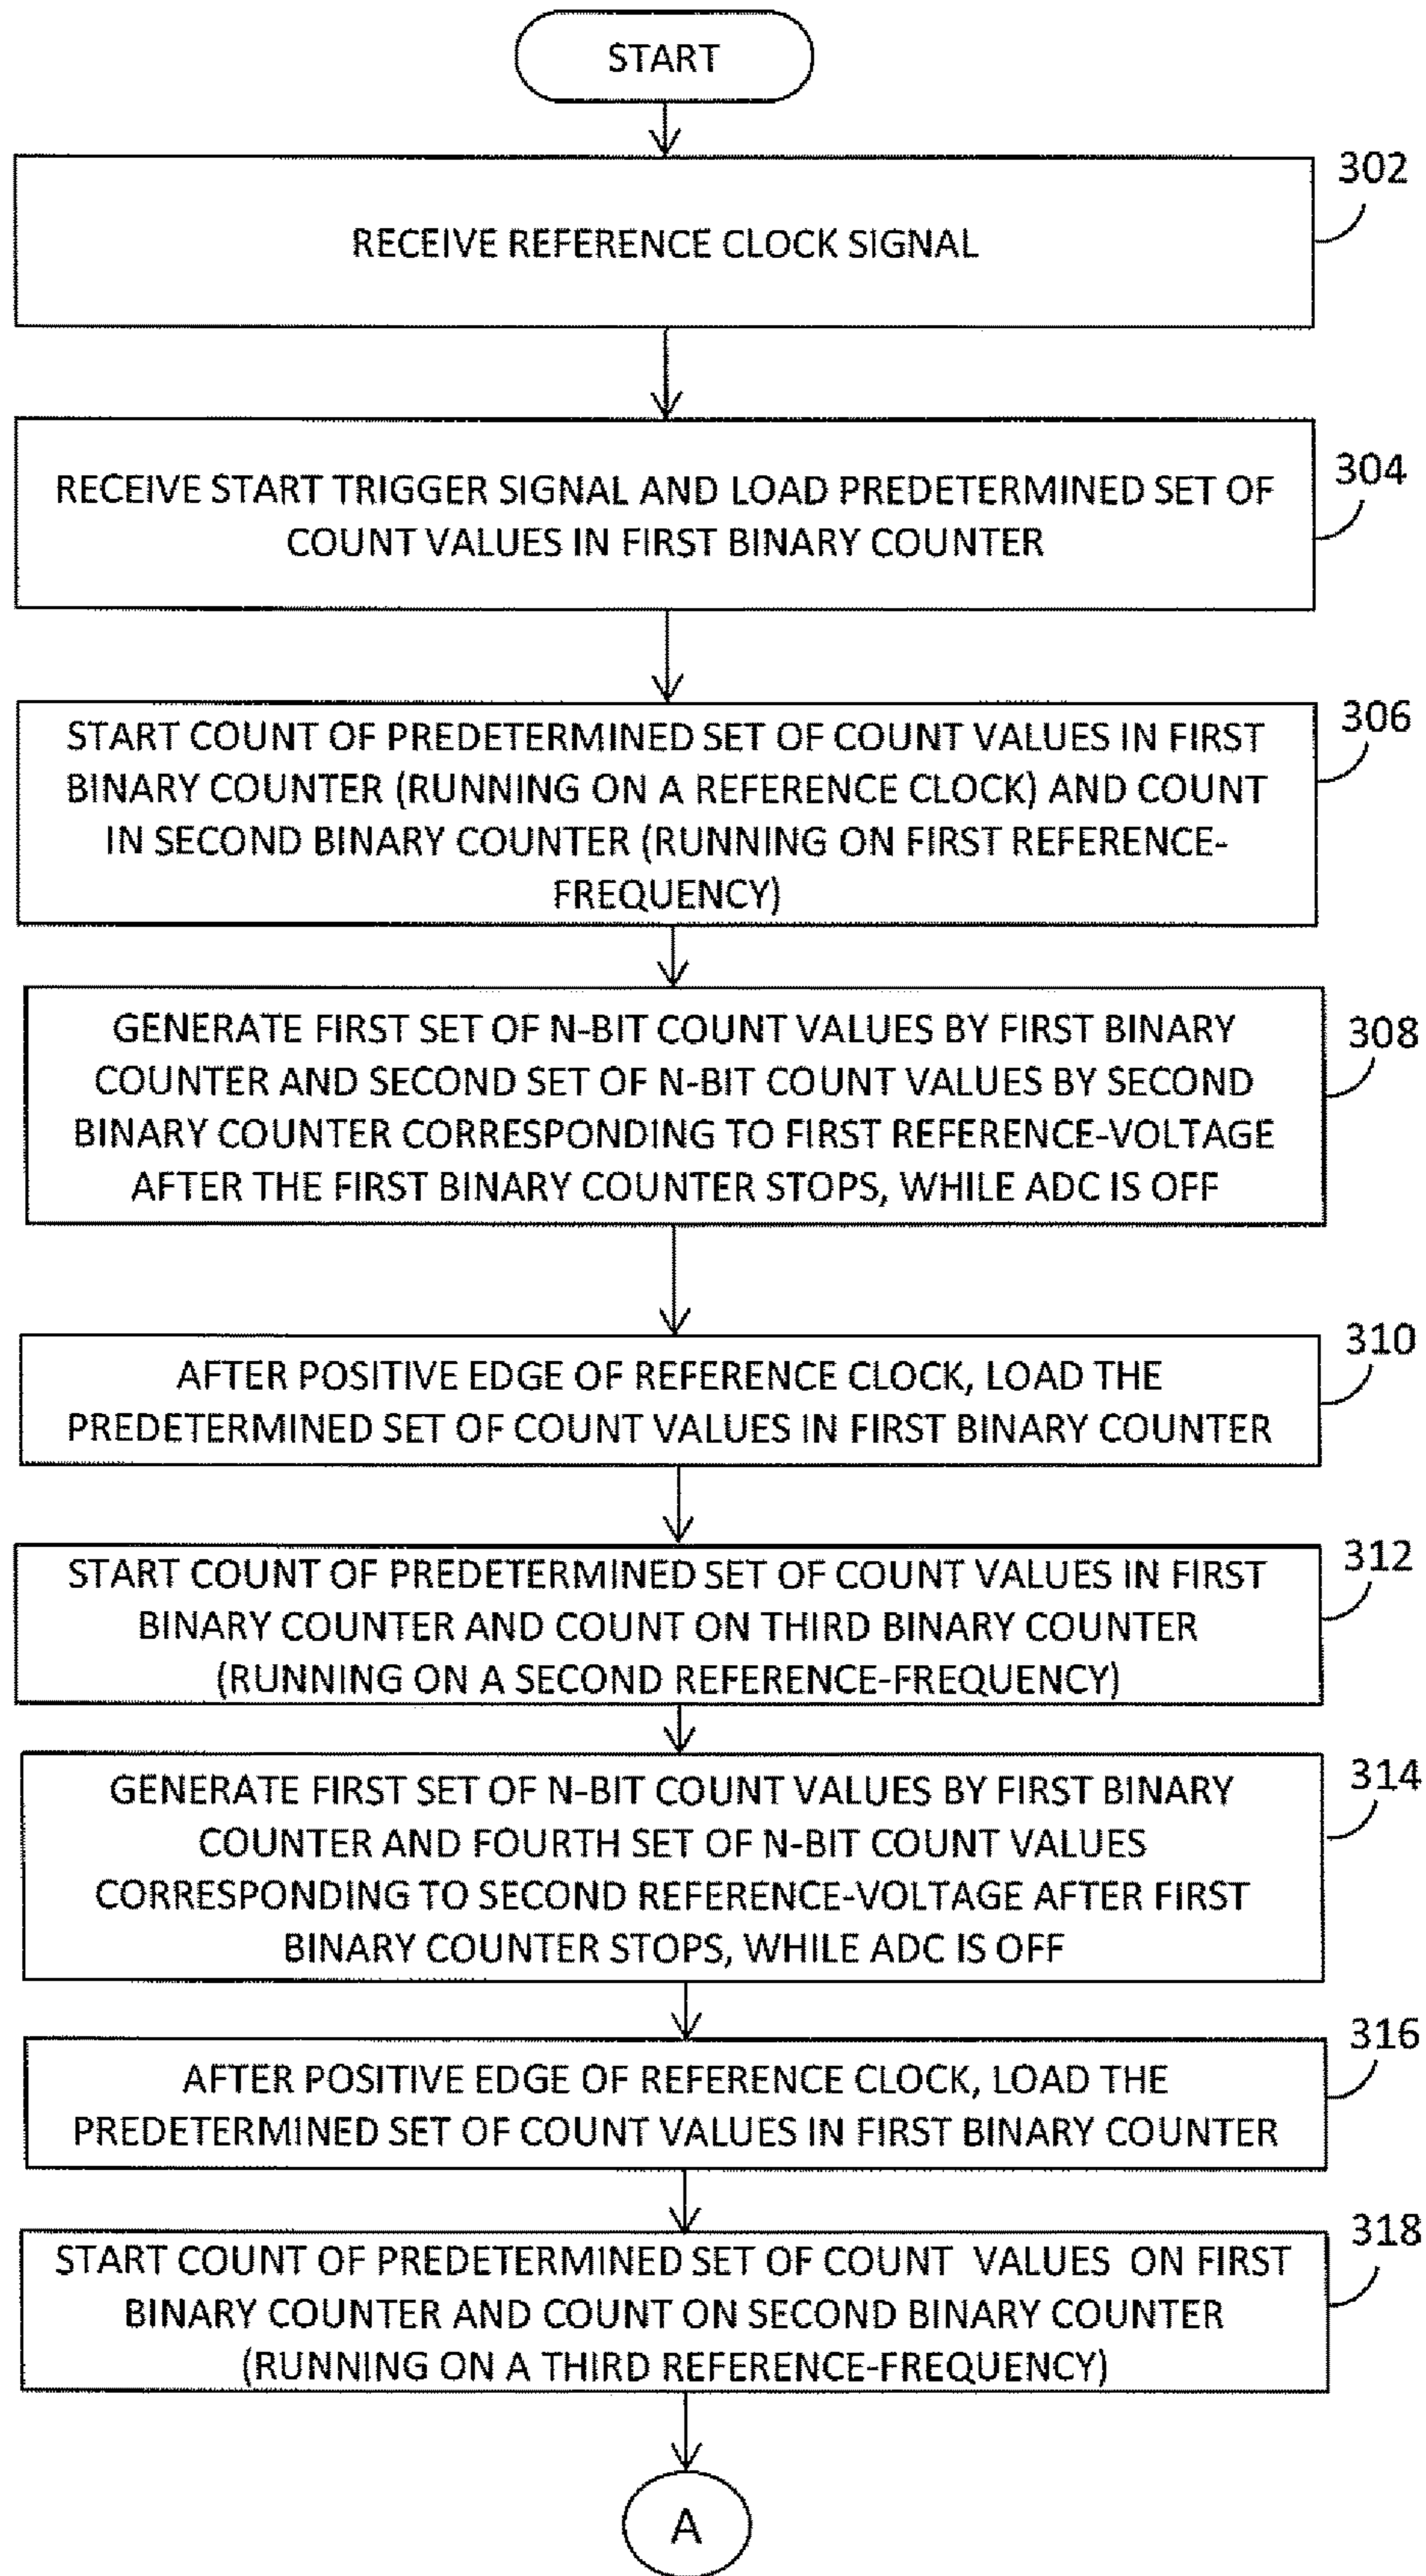 START
302
RECEIVE REFERENCE CLOCK SIGNAL
304
RECEIVE START TRIGGER SIGNAL AND LOAD PREDETERMINED SET OF
COUNT VALUES IN FIRST BINARY COUNTER
306
START COUNT OF PREDETERMINED SET OF COUNT VALUES IN FIRST
BINARY COUNTER (RUNNING ON A REFERENCE CLOCK) AND COUNT
IN SECOND BINARY COUNTER (RUNNING ON FIRST REFERENCE-
FREQUENCY)
308
GENERATE FIRST SET OF N-BIT COUNT VALUES BY FIRST BINARY
COUNTER AND SECOND SET OF N-BIT COUNT VALUES BY SECOND
BINARY COUNTER CORRESPONDING TO FIRST REFERENCE-VOLTAGE
AFTER THE FIRST BINARY COUNTER STOPS, WHILE ADC IS OFF
310
AFTER POSITIVE EDGE OF REFERENCE CLOCK, LOAD THE
PREDETERMINED SET OF COUNT VALUES IN FIRST BINARY COUNTER
312
START COUNT OF PREDETERMINED SET OF COUNT VALUES IN FIRST
BINARY COUNTER AND COUNT ON THIRD BINARY COUNTER
(RUNNING ON A SECOND REFERENCE-FREQUENCY)
314
GENERATE FIRST SET OF N-BIT COUNT VALUES BY FIRST BINARY
COUNTER AND FOURTH SET OF N-BIT COUNT VALUES
CORRESPONDING TO SECOND REFERENCE-VOLTAGE AFTER FIRST
BINARY COUNTER STOPS, WHILE ADC IS OFF
316
AFTER POSITIVE EDGE OF REFERENCE CLOCK, LOAD THE
PREDETERMINED SET OF COUNT VALUES IN FIRST BINARY COUNTER
318
START COUNT OF PREDETERMINED SET OF COUNT VALUES ON FIRST
BINARY COUNTER AND COUNT ON SECOND BINARY COUNTER
(RUNNING ON A THIRD REFERENCE-FREQUENCY)
A